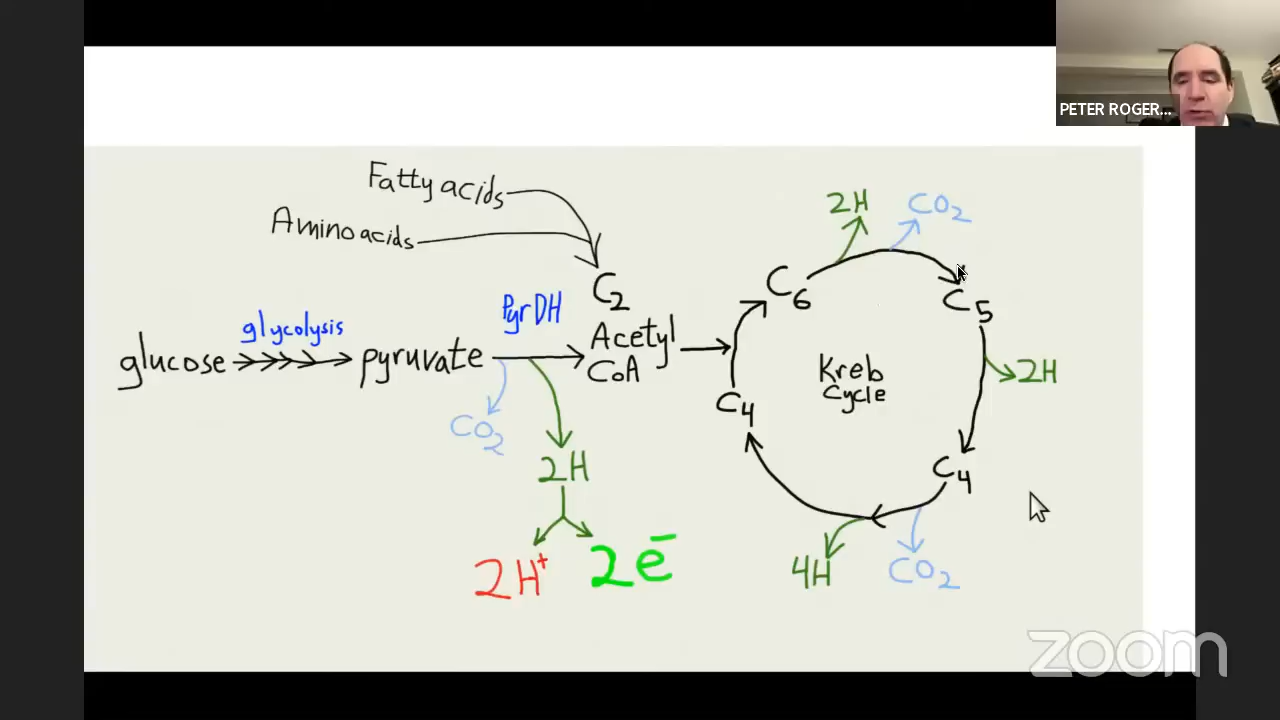 PETER ROGER...
Fatty acids
Amino acids
2H
CO2
C2
C6
C5
PyrDH
glycolysis
glucose
pyruvate
Acetyl
CoA
Kreb
Cycle
2H
C4
CO2
2H
C4
2H+
2e-
4H
CO2
zoom